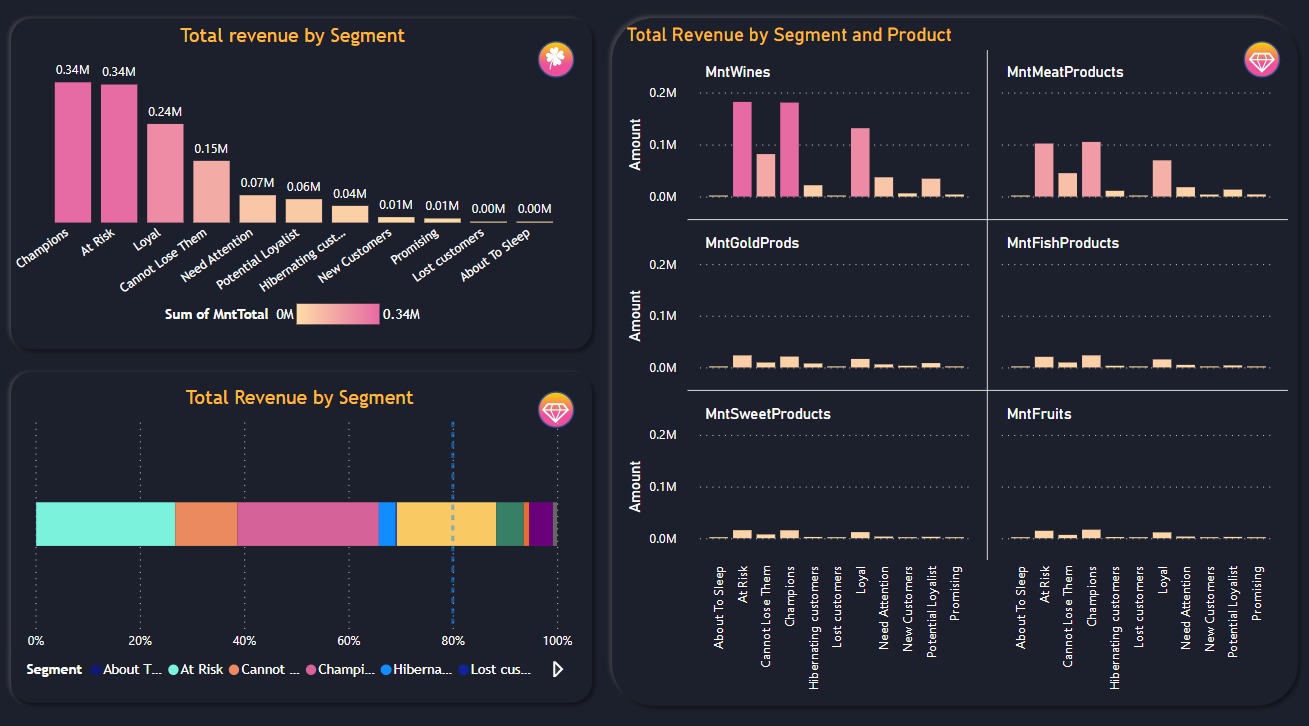 Total revenue by Segment
0.34M 0.34M 0.24M 0.15M 0.07M 0.06M 0.04M 0.01M 0.01M 0.00M 0.00M
Champions
At Risk
Loyal
Cannot Lose Them
Need Attention
Potential Loyalist
Hibernating cust...
New Customers
Promising
Lost customers
About To Sleep
Sum of MntTotal 0M 0.34M
Total Revenue by Segment
0% 20% 40% 60% 80% 100%
Segment About T... At Risk Cannot ... Champi... Hiberna... Lost cus...
Total Revenue by Segment and Product
MntWines MntMeatProducts
Amount
0.2M
0.1M
0.0M
MntGoldProds MntFishProducts
Amount
0.2M
0.1M
0.0M
MntSweetProducts MntFruits
Amount
0.2M
0.1M
0.0M
About To Sleep
At Risk
Cannot Lose Them
Champions
Hibernating customers
Lost customers
Loyal
Need Attention
New Customers
Potential Loyalist
Promising
About To Sleep
At Risk
Cannot Lose Them
Champions
Hibernating customers
Lost customers
Loyal
Need Attention
New Customers
Potential Loyalist
Promising